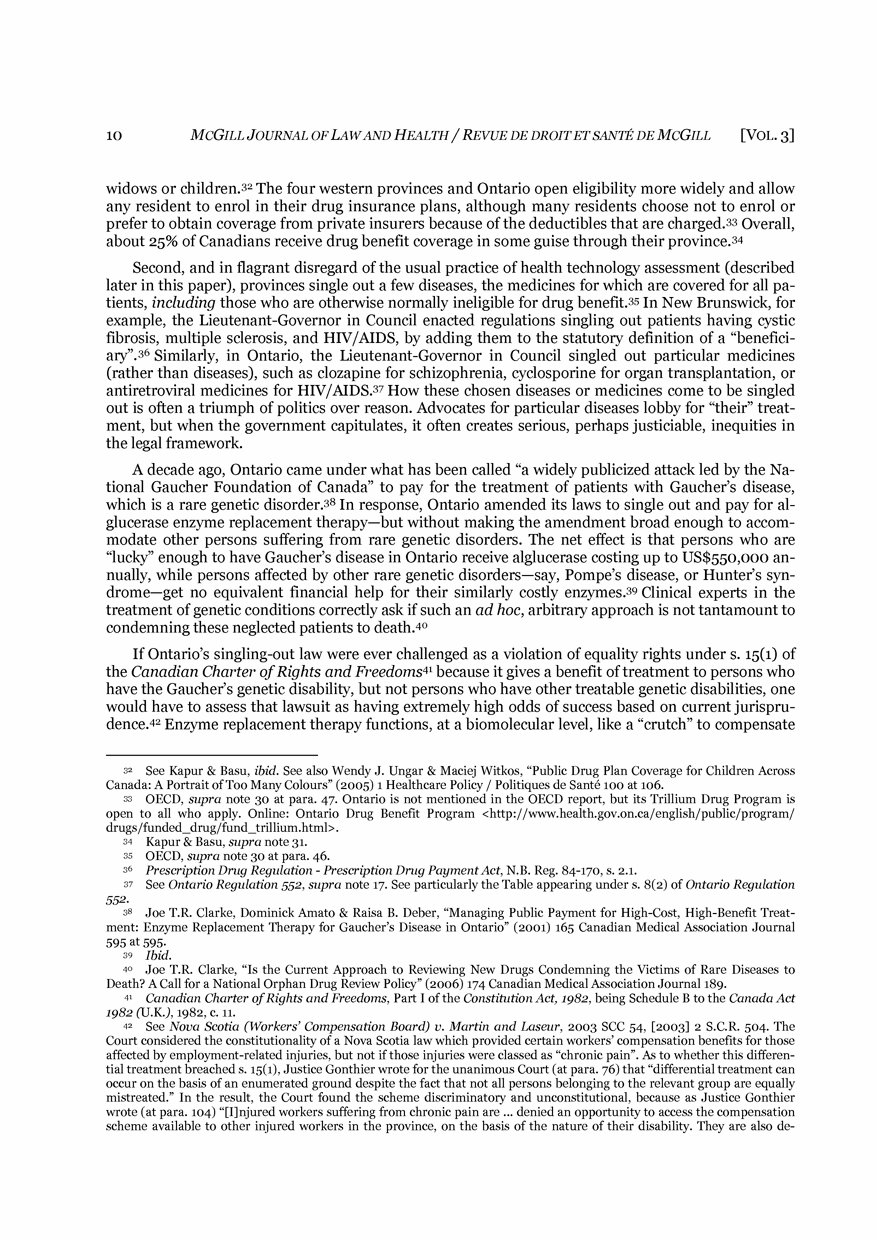 10 MCGILL JOURNAL OF LAW AND HEALTH / REVUE DE DROIT ET SANTÉ DE MCGILL [VOL. 3]
widows or children.32 The four western provinces and Ontario open eligibility more widely and allow
any resident to enrol in their drug insurance plans, although many residents choose not to enrol or
prefer to obtain coverage from private insurers because of the deductibles that are charged.33 Overall,
about 25% of Canadians receive drug benefit coverage in some guise through their province.34
Second, and in flagrant disregard of the usual practice of health technology assessment (described
later in this paper), provinces single out a few diseases, the medicines for which are covered for all pa-
tients, including those who are otherwise normally ineligible for drug benefit.35 In New Brunswick, for
example, the Lieutenant-Governor in Council enacted regulations singling out patients having cystic
fibrosis, multiple sclerosis, and HIV/AIDS, by adding them to the statutory definition of a “benefici-
ary”.36 Similarly, in Ontario, the Lieutenant-Governor in Council singled out particular medicines
(rather than diseases), such as clozapine for schizophrenia, cyclosporine for organ transplantation, or
antiretroviral medicines for HIV/AIDS.37 How these chosen diseases or medicines come to be singled
out is often a triumph of politics over reason. Advocates for particular diseases lobby for “their” treat-
ment, but when the government capitulates, it often creates serious, perhaps justiciable, inequities in
the legal framework.
A decade ago, Ontario came under what has been called “a widely publicized attack led by the Na-
tional Gaucher Foundation of Canada” to pay for the treatment of patients with Gaucher’s disease,
which is a rare genetic disorder.38 In response, Ontario amended its laws to single out and pay for al-
glucerase enzyme replacement therapy—but without making the amendment broad enough to accom-
modate other persons suffering from rare genetic disorders. The net effect is that persons who are
“lucky” enough to have Gaucher’s disease in Ontario receive alglucerase costing up to US$550,000 an-
nually, while persons affected by other rare genetic disorders—say, Pompe’s disease, or Hunter’s syn-
drome—get no equivalent financial help for their similarly costly enzymes.39 Clinical experts in the
treatment of genetic conditions correctly ask if such an ad hoc, arbitrary approach is not tantamount to
condemning these neglected patients to death.40
If Ontario’s singling-out law were ever challenged as a violation of equality rights under s. 15(1) of
the Canadian Charter of Rights and Freedoms41 because it gives a benefit of treatment to persons who
have the Gaucher’s genetic disability, but not persons who have other treatable genetic disabilities, one
would have to assess that lawsuit as having extremely high odds of success based on current jurispru-
dence.42 Enzyme replacement therapy functions, at a biomolecular level, like a “crutch” to compensate
32 See Kapur & Basu, ibid. See also Wendy J. Ungar & Maciej Witkos, “Public Drug Plan Coverage for Children Across
Canada: A Portrait of Too Many Colours” (2005) 1 Healthcare Policy / Politiques de Santé 100 at 106.
33 OECD, supra note 30 at para. 47. Ontario is not mentioned in the OECD report, but its Trillium Drug Program is
open to all who apply. Online: Ontario Drug Benefit Program <http://www.health.gov.on.ca/english/public/program/
drugs/funded_drug/fund_trillium.html>.
34 Kapur & Basu, supra note 31.
35 OECD, supra note 30 at para. 46.
36 Prescription Drug Regulation - Prescription Drug Payment Act, N.B. Reg. 84-170, s. 2.1.
37 See Ontario Regulation 552, supra note 17. See particularly the Table appearing under s. 8(2) of Ontario Regulation
552.
38 Joe T.R. Clarke, Dominick Amato & Raisa B. Deber, “Managing Public Payment for High-Cost, High-Benefit Treat-
ment: Enzyme Replacement Therapy for Gaucher’s Disease in Ontario” (2001) 165 Canadian Medical Association Journal
595 at 595.
39 Ibid.
40 Joe T.R. Clarke, “Is the Current Approach to Reviewing New Drugs Condemning the Victims of Rare Diseases to
Death? A Call for a National Orphan Drug Review Policy” (2006) 174 Canadian Medical Association Journal 189.
41 Canadian Charter of Rights and Freedoms, Part I of the Constitution Act, 1982, being Schedule B to the Canada Act
1982 (U.K.), 1982, c. 11.
42 See Nova Scotia (Workers’ Compensation Board) v. Martin and Laseur, 2003 SCC 54, [2003] 2 S.C.R. 504. The
Court considered the constitutionality of a Nova Scotia law which provided certain workers’ compensation benefits for those
affected by employment-related injuries, but not if those injuries were classed as “chronic pain”. As to whether this differen-
tial treatment breached s. 15(1), Justice Gonthier wrote for the unanimous Court (at para. 76) that “differential treatment can
occur on the basis of an enumerated ground despite the fact that not all persons belonging to the relevant group are equally
mistreated.” In the result, the Court found the scheme discriminatory and unconstitutional, because as Justice Gonthier
wrote (at para. 104) “[I]njured workers suffering from chronic pain are ... denied an opportunity to access the compensation
scheme available to other injured workers in the province, on the basis of the nature of their disability. They are also de-